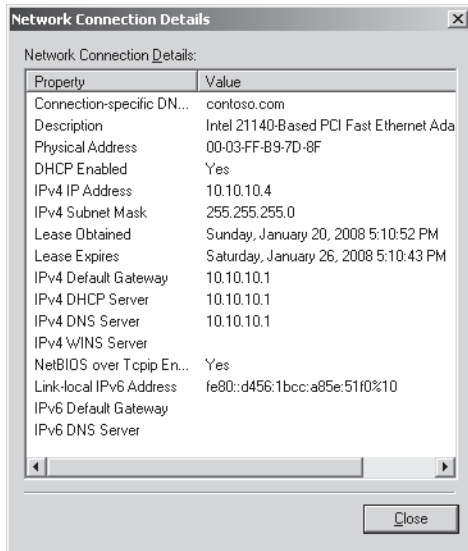 Network Connection Details
Network Connection Details:
Property Value
Connection-specific DN... contoso.com
Description Intel 21140-Based PCI Fast Ethernet Ada
Physical Address 00-03-FF-B9-7D-8F
DHCP Enabled Yes
IPv4 IP Address 10.10.10.4
IPv4 Subnet Mask 255.255.255.0
Lease Obtained Sunday, January 20, 2008 5:10:52 PM
Lease Expires Saturday, January 26, 2008 5:10:43 PM
IPv4 Default Gateway 10.10.10.1
IPv4 DHCP Server 10.10.10.1
IPv4 DNS Server 10.10.10.1
IPv4 WINS Server
NetBIOS over Tcpip En... Yes
Link-local IPv6 Address fe80::d456:1bcc:a85e:51f0%10
IPv6 Default Gateway
IPv6 DNS Server
Close